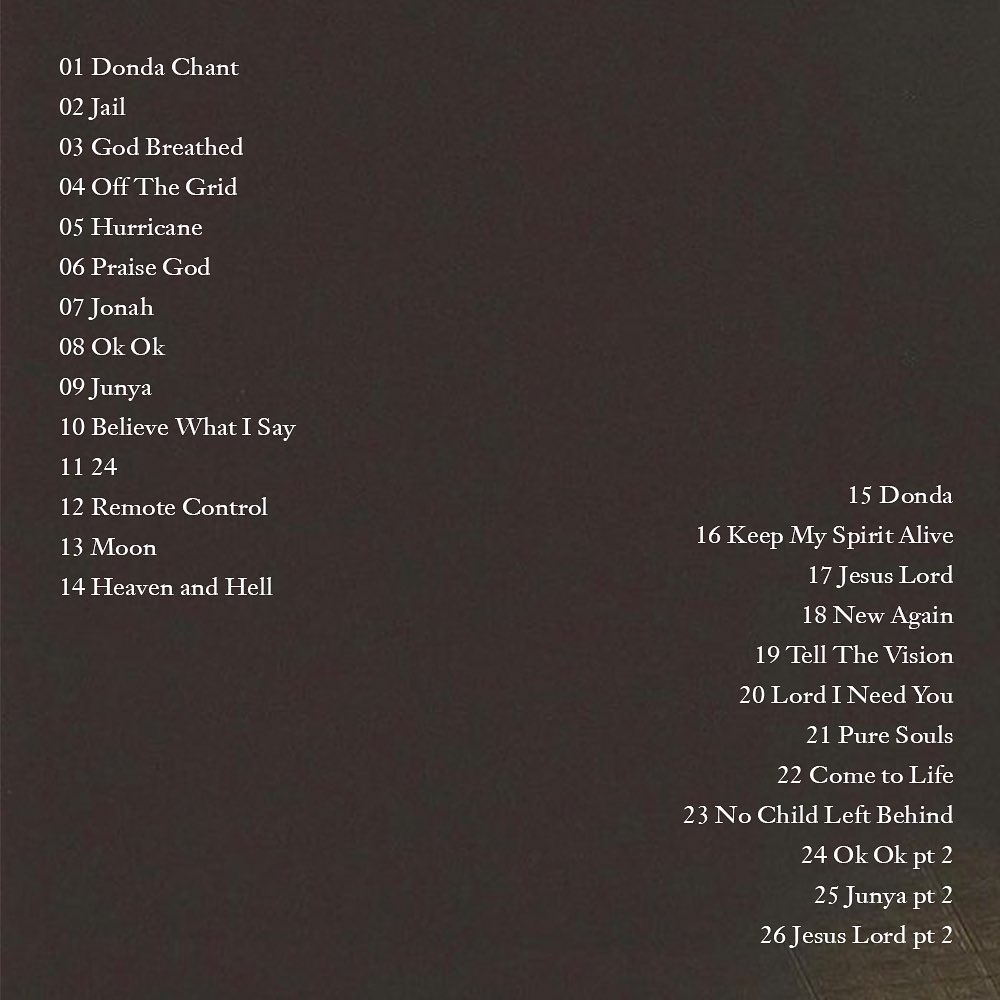 01 Donda Chant
02 Jail
03 God Breathed
04 Off The Grid
05 Hurricane
06 Praise God
07 Jonah
08 Ok Ok
09 Junya
10 Believe What I Say
11 24
12 Remote Control
13 Moon
14 Heaven and Hell
15 Donda
16 Keep My Spirit Alive
17 Jesus Lord
18 New Again
19 Tell The Vision
20 Lord I Need You
21 Pure Souls
22 Come to Life
23 No Child Left Behind
24 Ok Ok pt 2
25 Junya pt 2
26 Jesus Lord pt 2